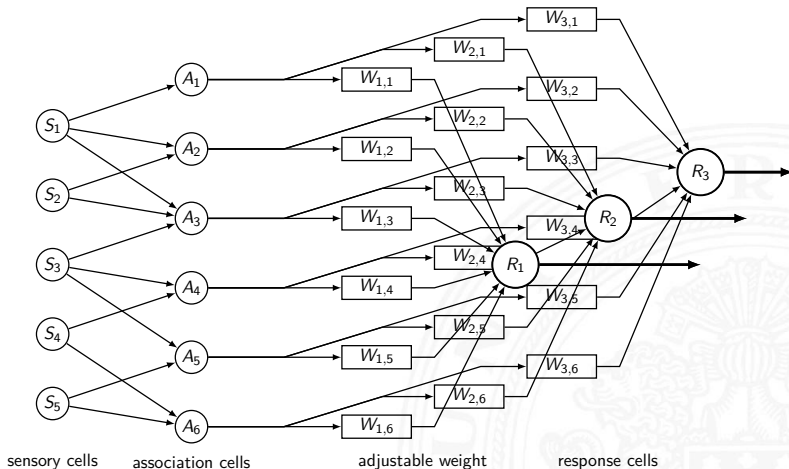 W3,1
W2,1
A1
W1,1
W3,2
S1
W2,2
A2
W1,2
W3,3
R3
S2
W2,3
A3
W1,3
R2
W3,4
W2,4
S3
R1
A4
W1,4
W3,5
W2,5
S4
A5
W1,5
W3,6
W2,6
S5
A6
W1,6
sensory cells association cells adjustable weight response cells